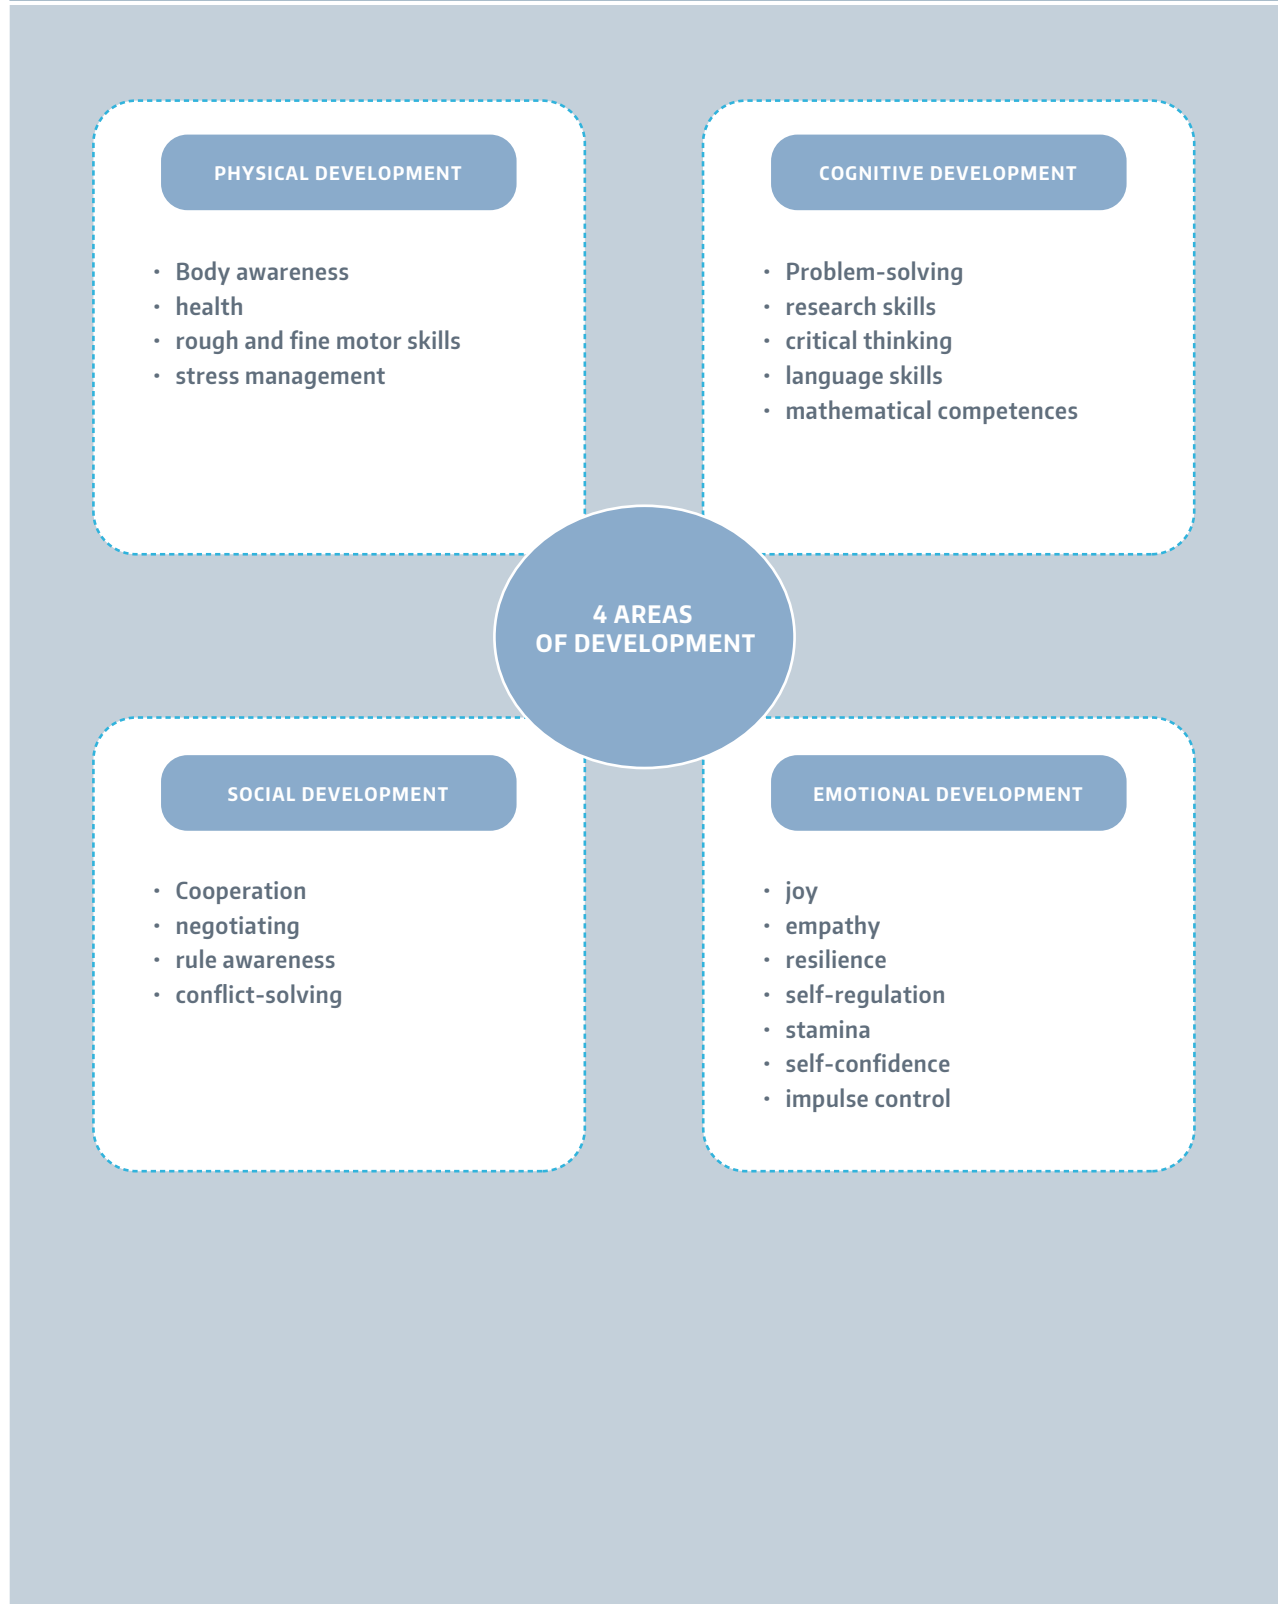 PHYSICAL DEVELOPMENT
• Body awareness
• health
• rough and fine motor skills
• stress management
COGNITIVE DEVELOPMENT
• Problem-solving
• research skills
• critical thinking
• language skills
• mathematical competences
4 AREAS
OF DEVELOPMENT
SOCIAL DEVELOPMENT
• Cooperation
• negotiating
• rule awareness
• conflict-solving
EMOTIONAL DEVELOPMENT
• joy
• empathy
• resilience
• self-regulation
• stamina
• self-confidence
• impulse control